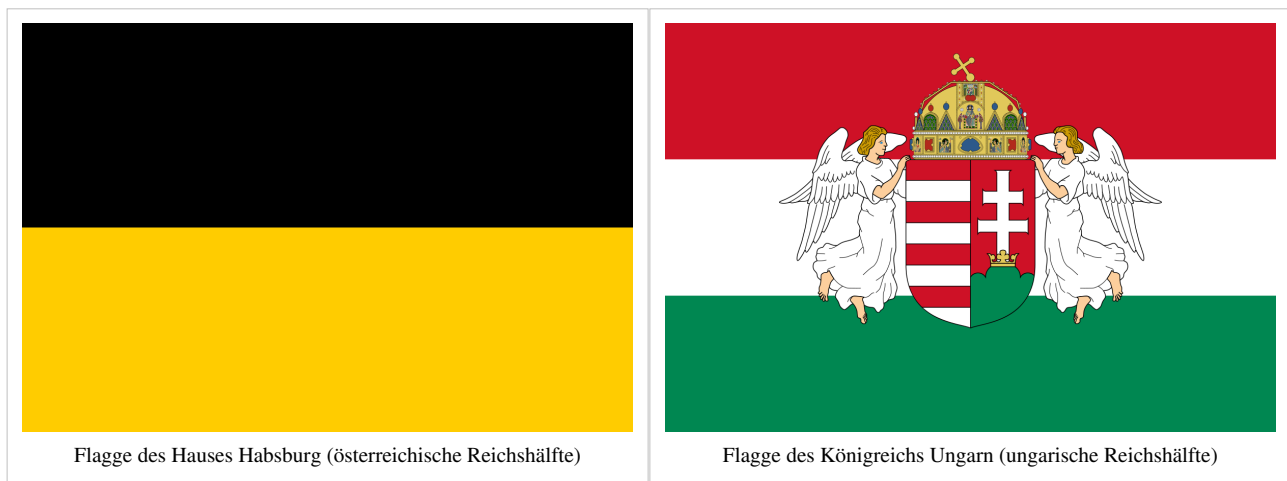 Flagge des Hauses Habsburg (österreichische Reichshälfte)
Flagge des Königreichs Ungarn (ungarische Reichshälfte)